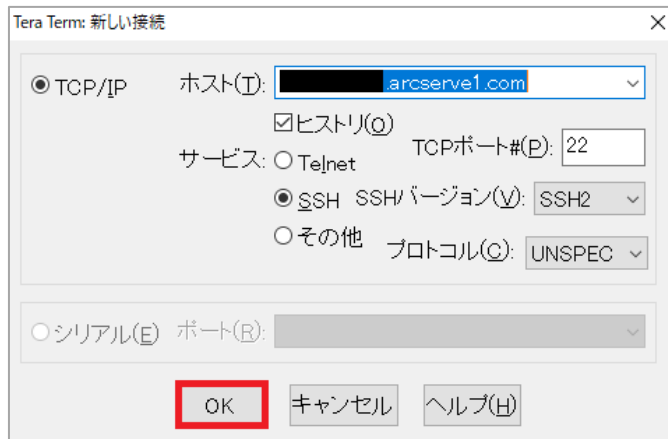 Tera Term: 新しい接続
TCP/IP ホスト(T): .arcserve1.com
ヒストリ(O)
サービス: Telnet TCPポート#(P): 22
SSH SSHバージョン(V): SSH2
その他 プロトコル(C): UNSPEC
シリアル(E) ポート(R):
OK キャンセル ヘルプ(H)